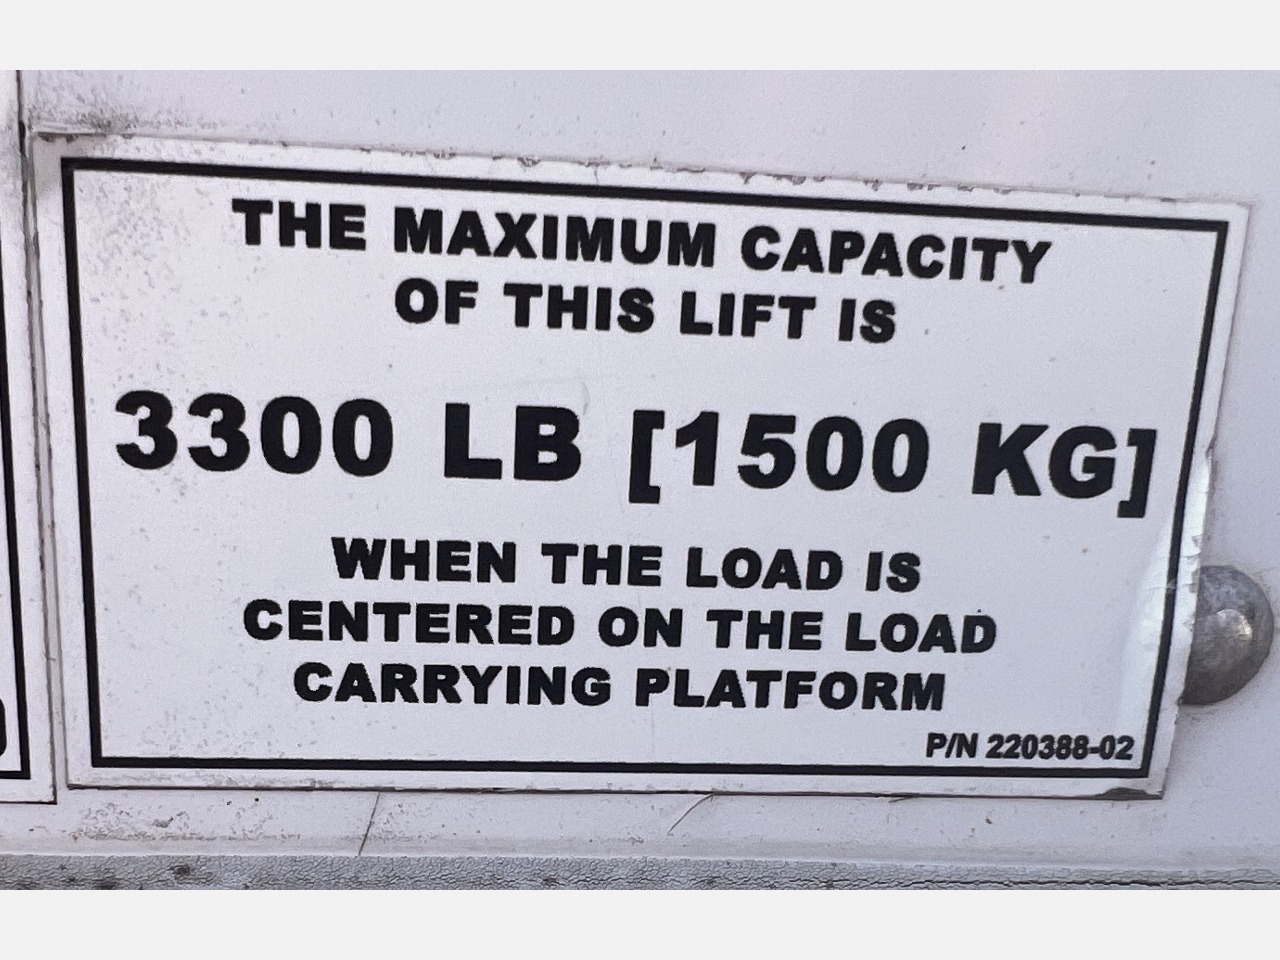 THE MAXIMUM CAPACITY
OF THIS LIFT IS
3300 LB [1500 KG]
WHEN THE LOAD IS
CENTERED ON THE LOAD
CARRYING PLATFORM
P/N 220388-02